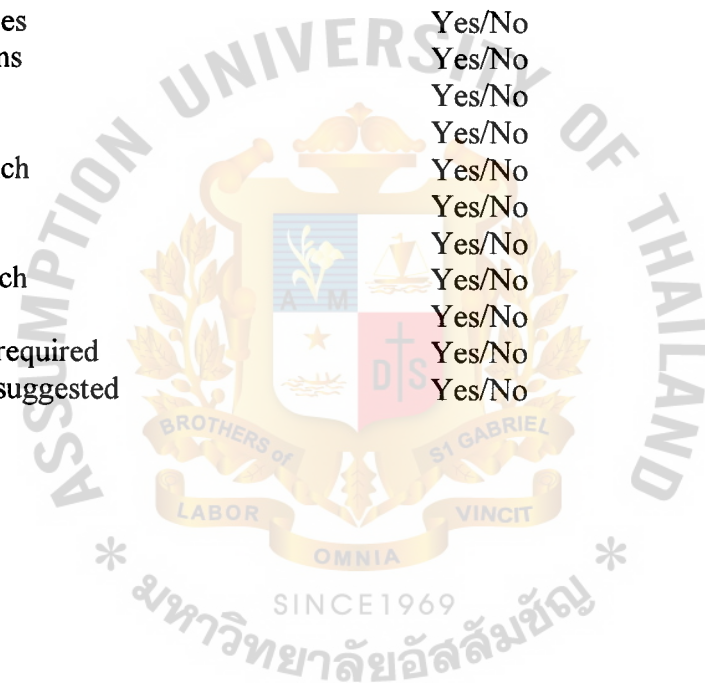 es Yes/No
ns Yes/No
Yes/No
Yes/No
ch Yes/No
Yes/No
Yes/No
ch Yes/No
Yes/No
required Yes/No
suggested Yes/No
ASSUMPTION UNIVERSITY OF THAILAND
A M
D S
BROTHERS of ST GABRIEL
LABOR OMNIA VINCIT
SINCE1969
* มหาวิทยาลัยอัสสัมชัญ *